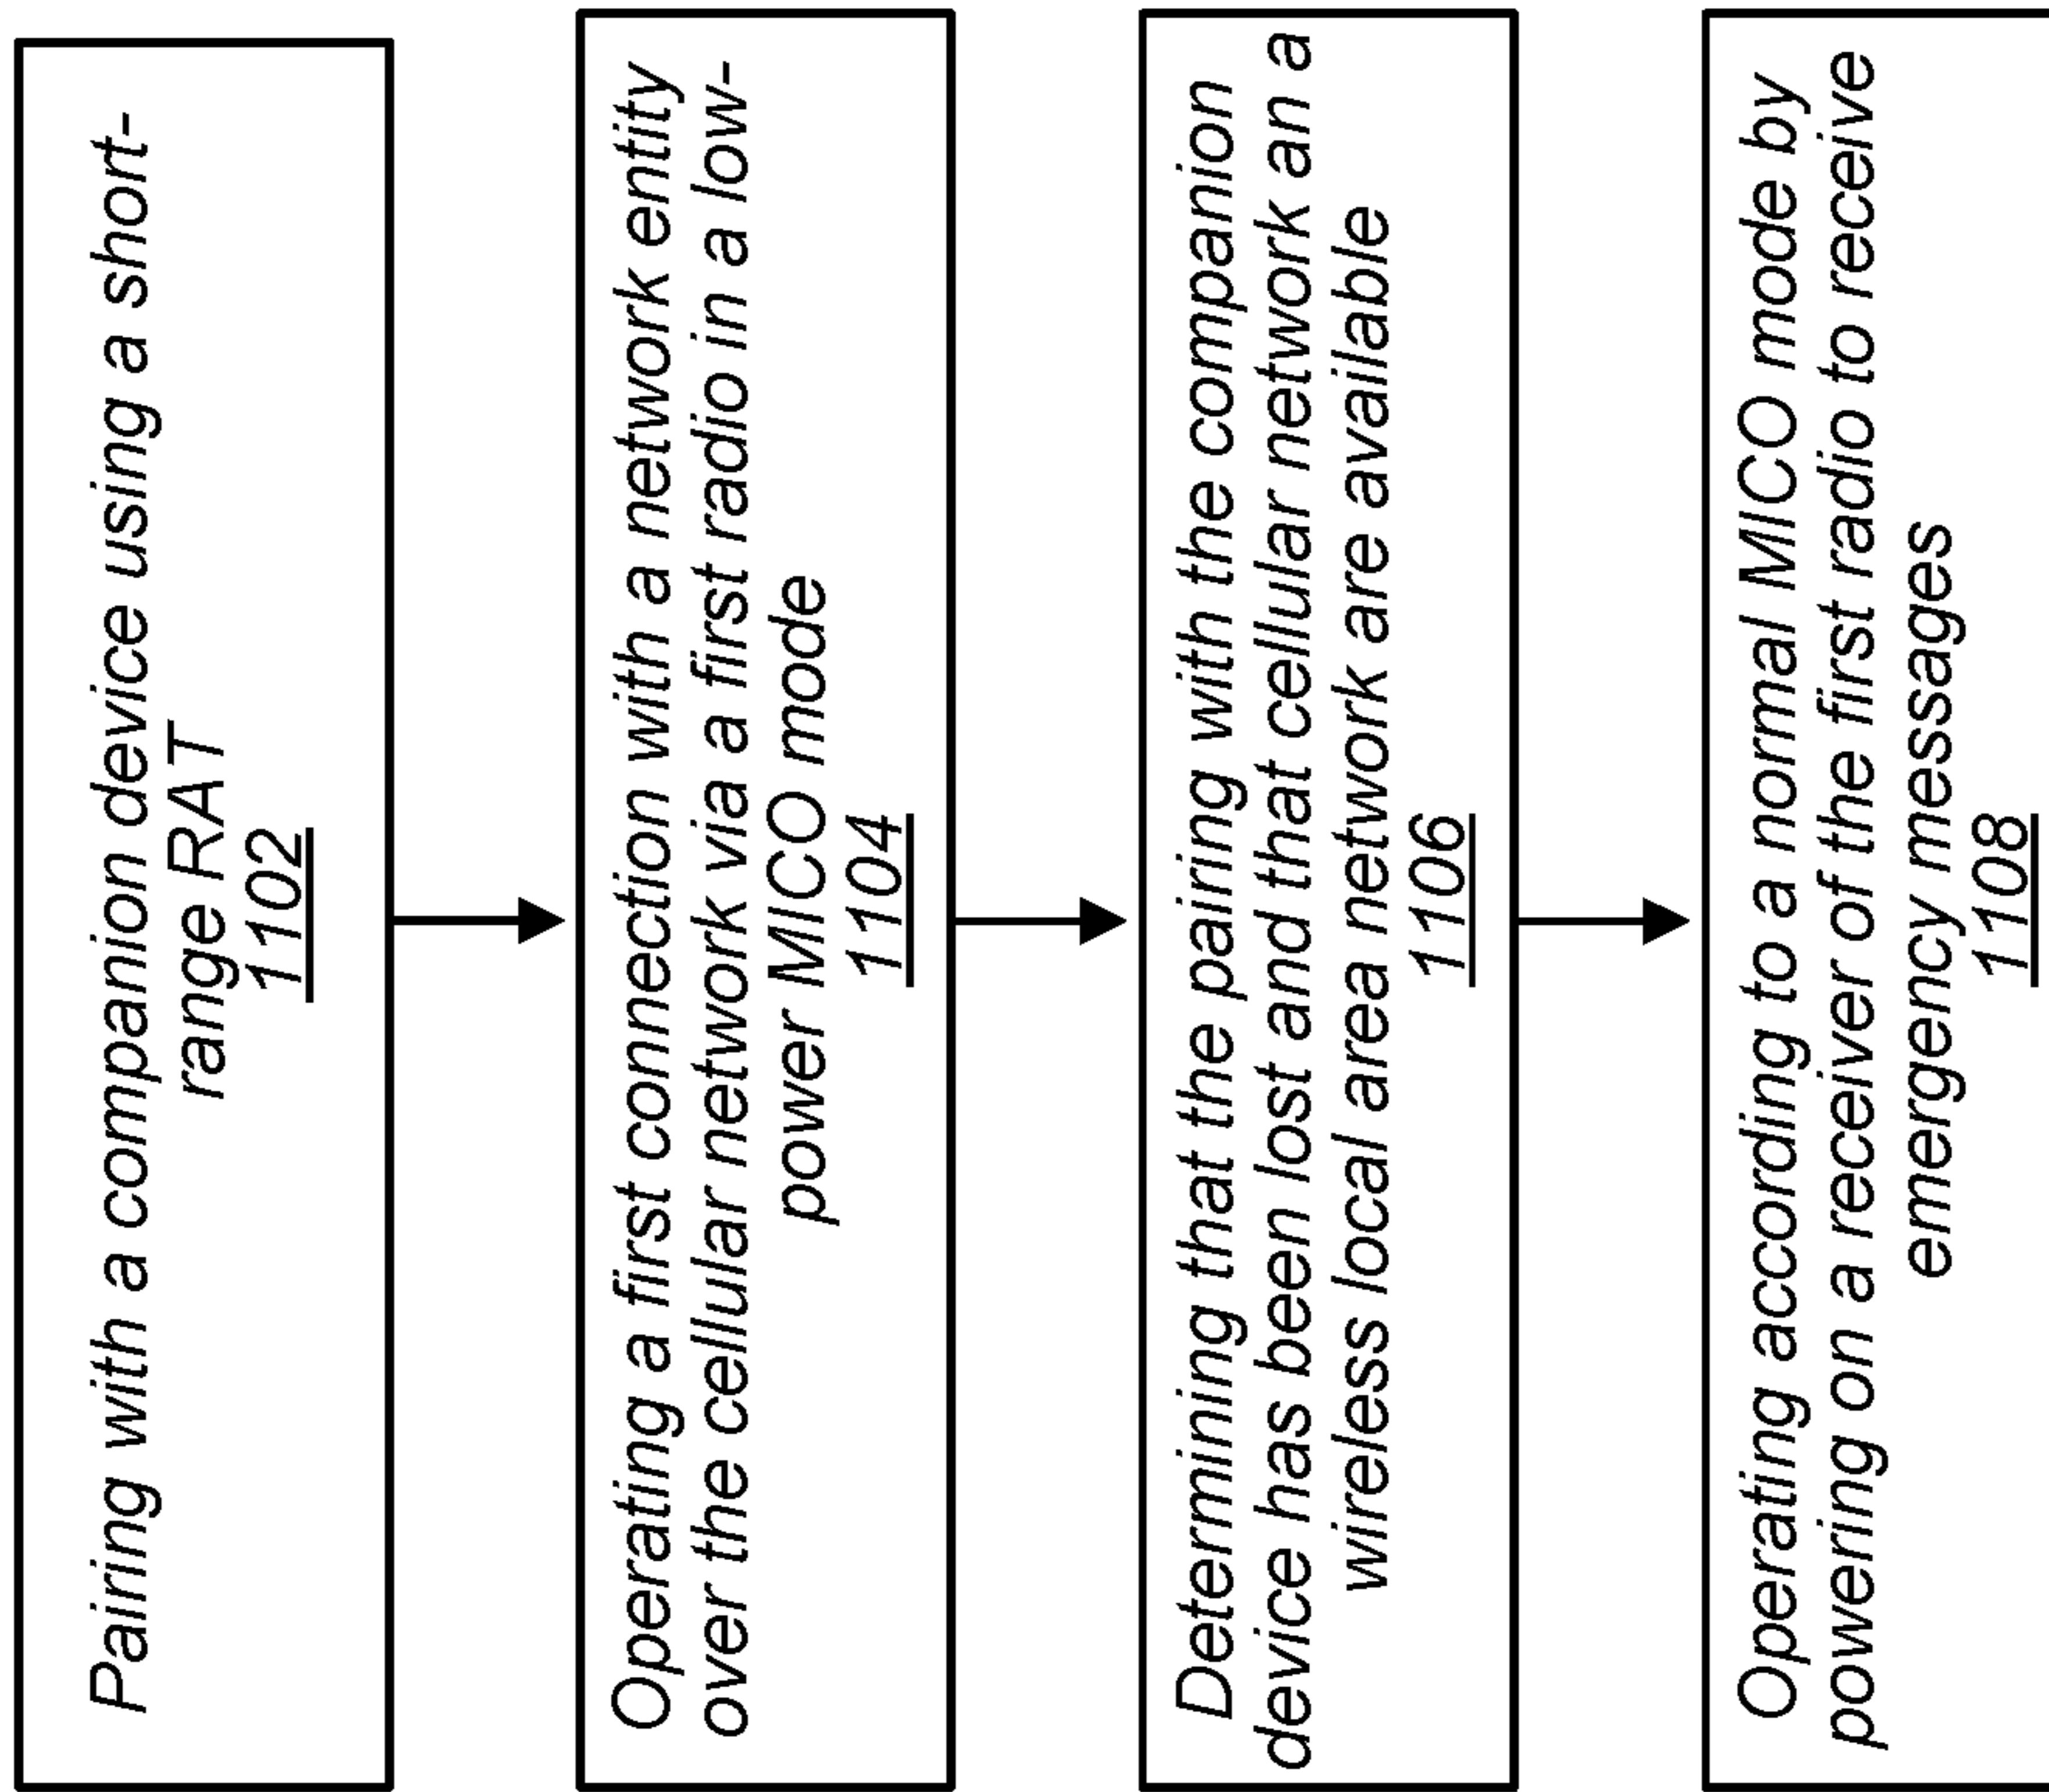 Pairing with a companion device using a short-
range RAT
1102
Operating a first connection with a network entity
over the cellular network via a first radio in a low-
power MICO mode
1104
Determining that the pairing with the companion
device has been lost and that cellular network an a
wireless local area network are available
1106
Operating according to a normal MICO mode by
powering on a receiver of the first radio to receive
emergency messages
1108